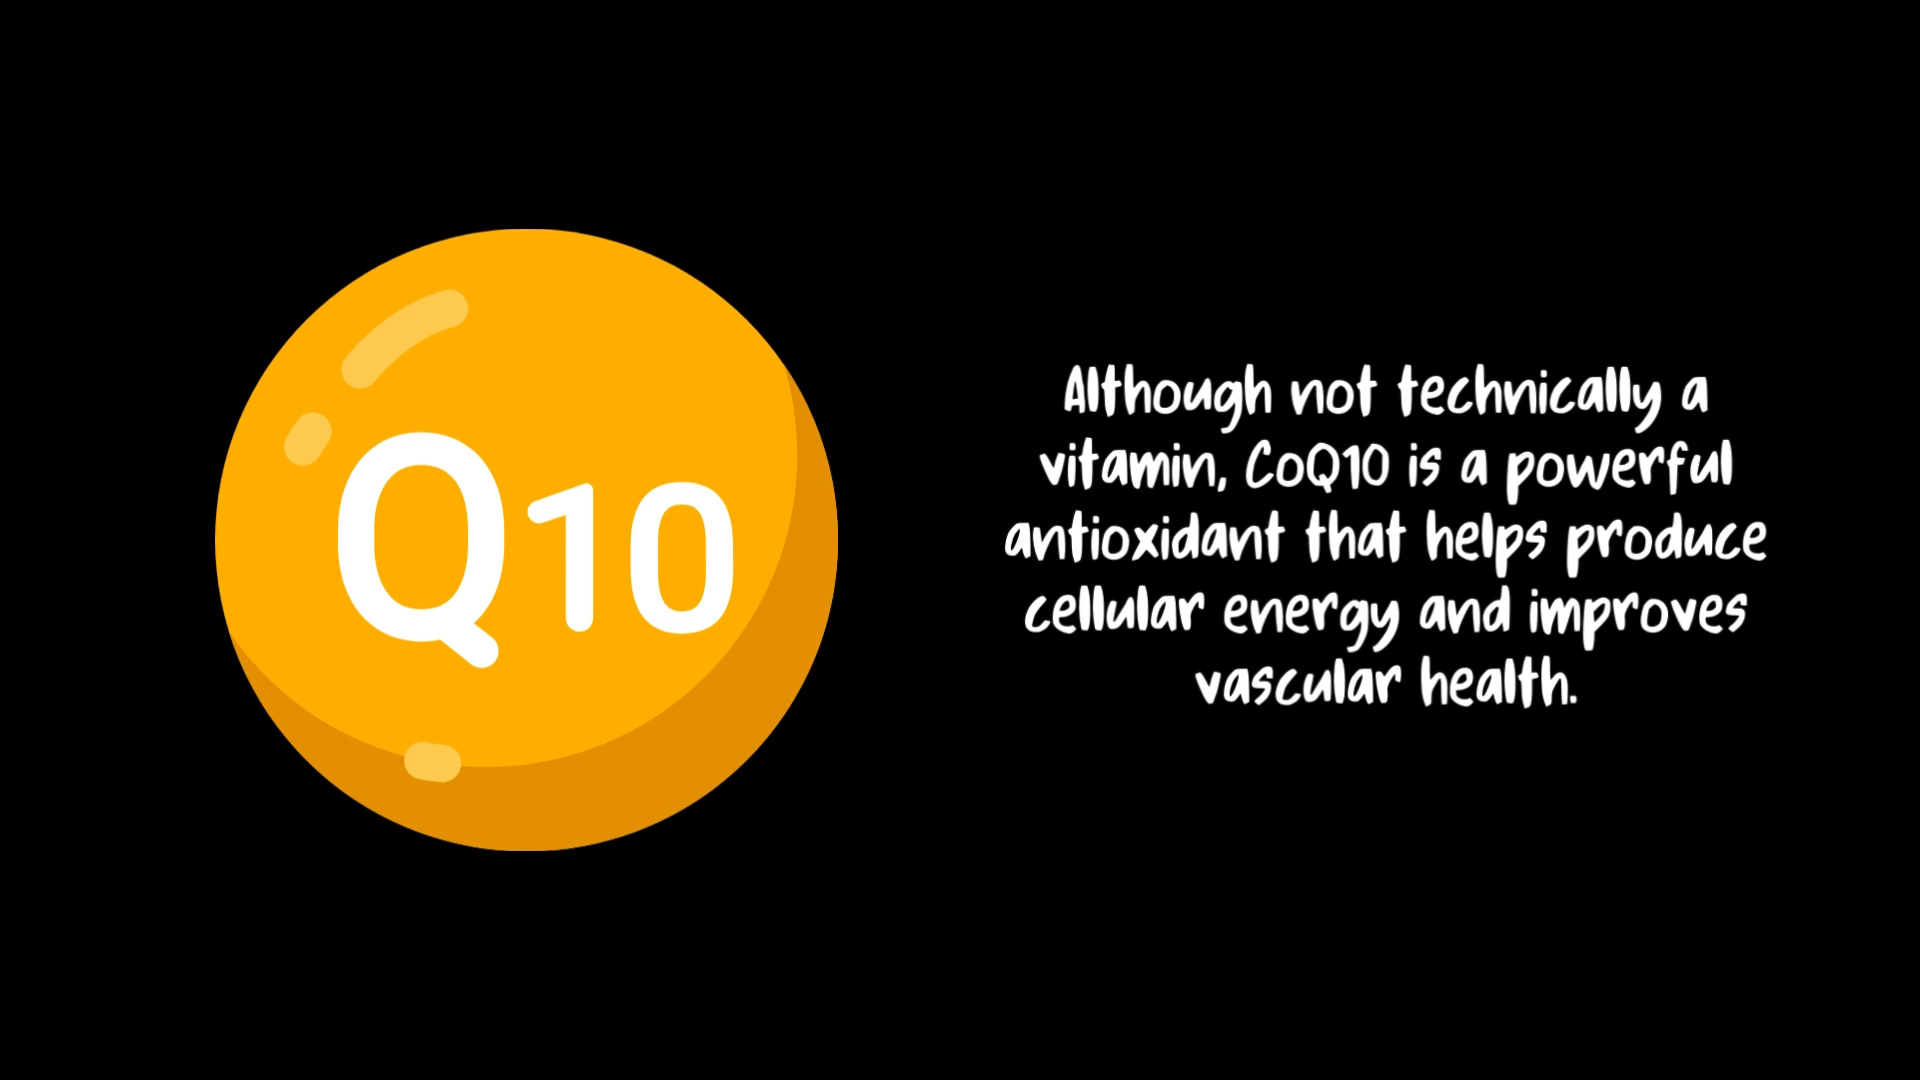 Q10
Although not technically a
vitamin, CoQ10 is a powerful
antioxidant that helps produce
cellular energy and improves
vascular health.